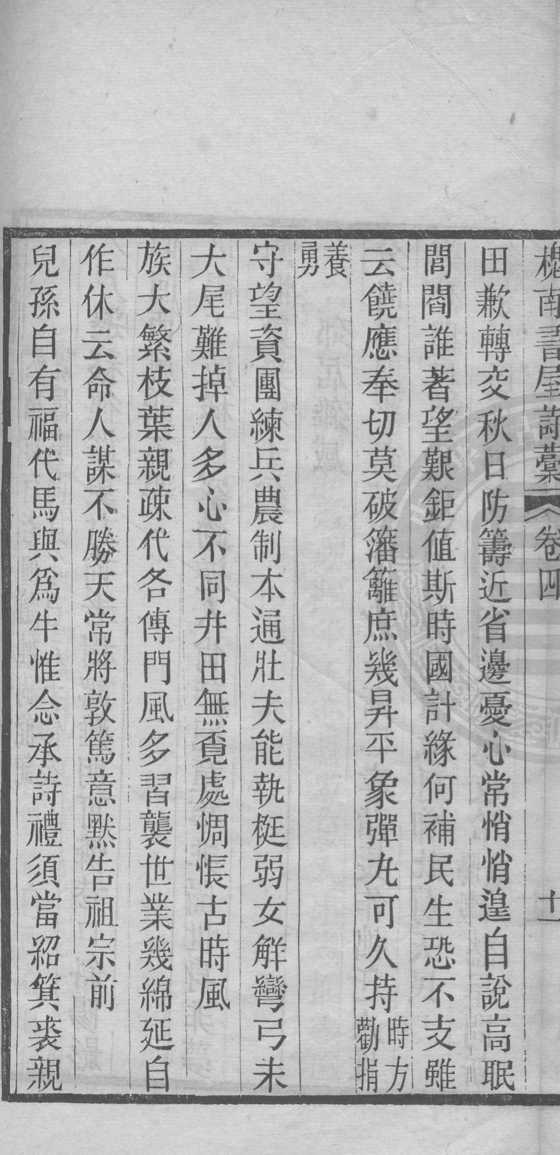 南書屋詩藁 卷四
十一
田歉轉交秋日防籌近省邊憂心常悄悄遑自說高眠
閭閻誰著望艱鉅值斯時國計緣何補民生恐不支雖
云饒應奉切莫破藩籬庶幾昇平象彈丸可久持時方勸捐
養勇
守望資團練兵農制本通壯夫能執梃弱女解彎弓未
大尾難掉人多心不同井田無覔處惆悵古時風
族大繁枝葉親疎代各傳門風多習襲世業幾綿延自
作休云命人謀不勝天常將敦篤意默告祖宗前
兒孫自有福代馬與爲牛惟念承詩禮須當紹箕裘親